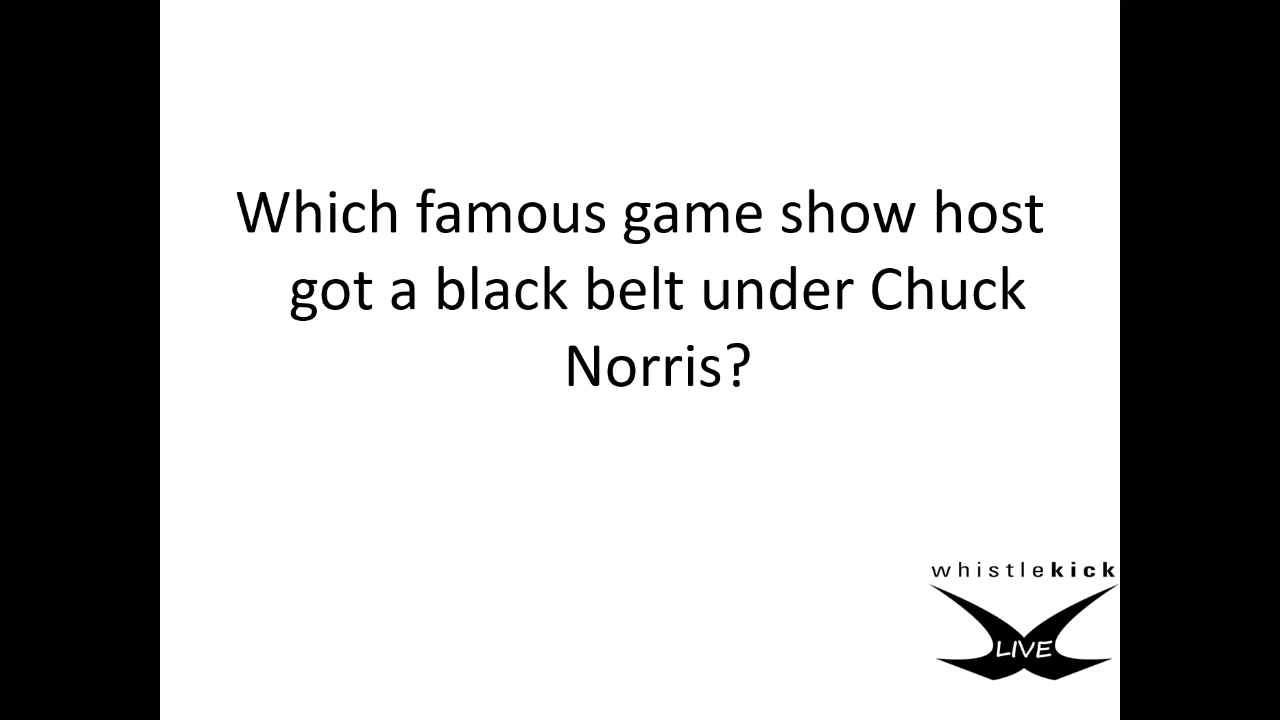 Which famous game show host
got a black belt under Chuck
Norris?
whistlekick
LIVE